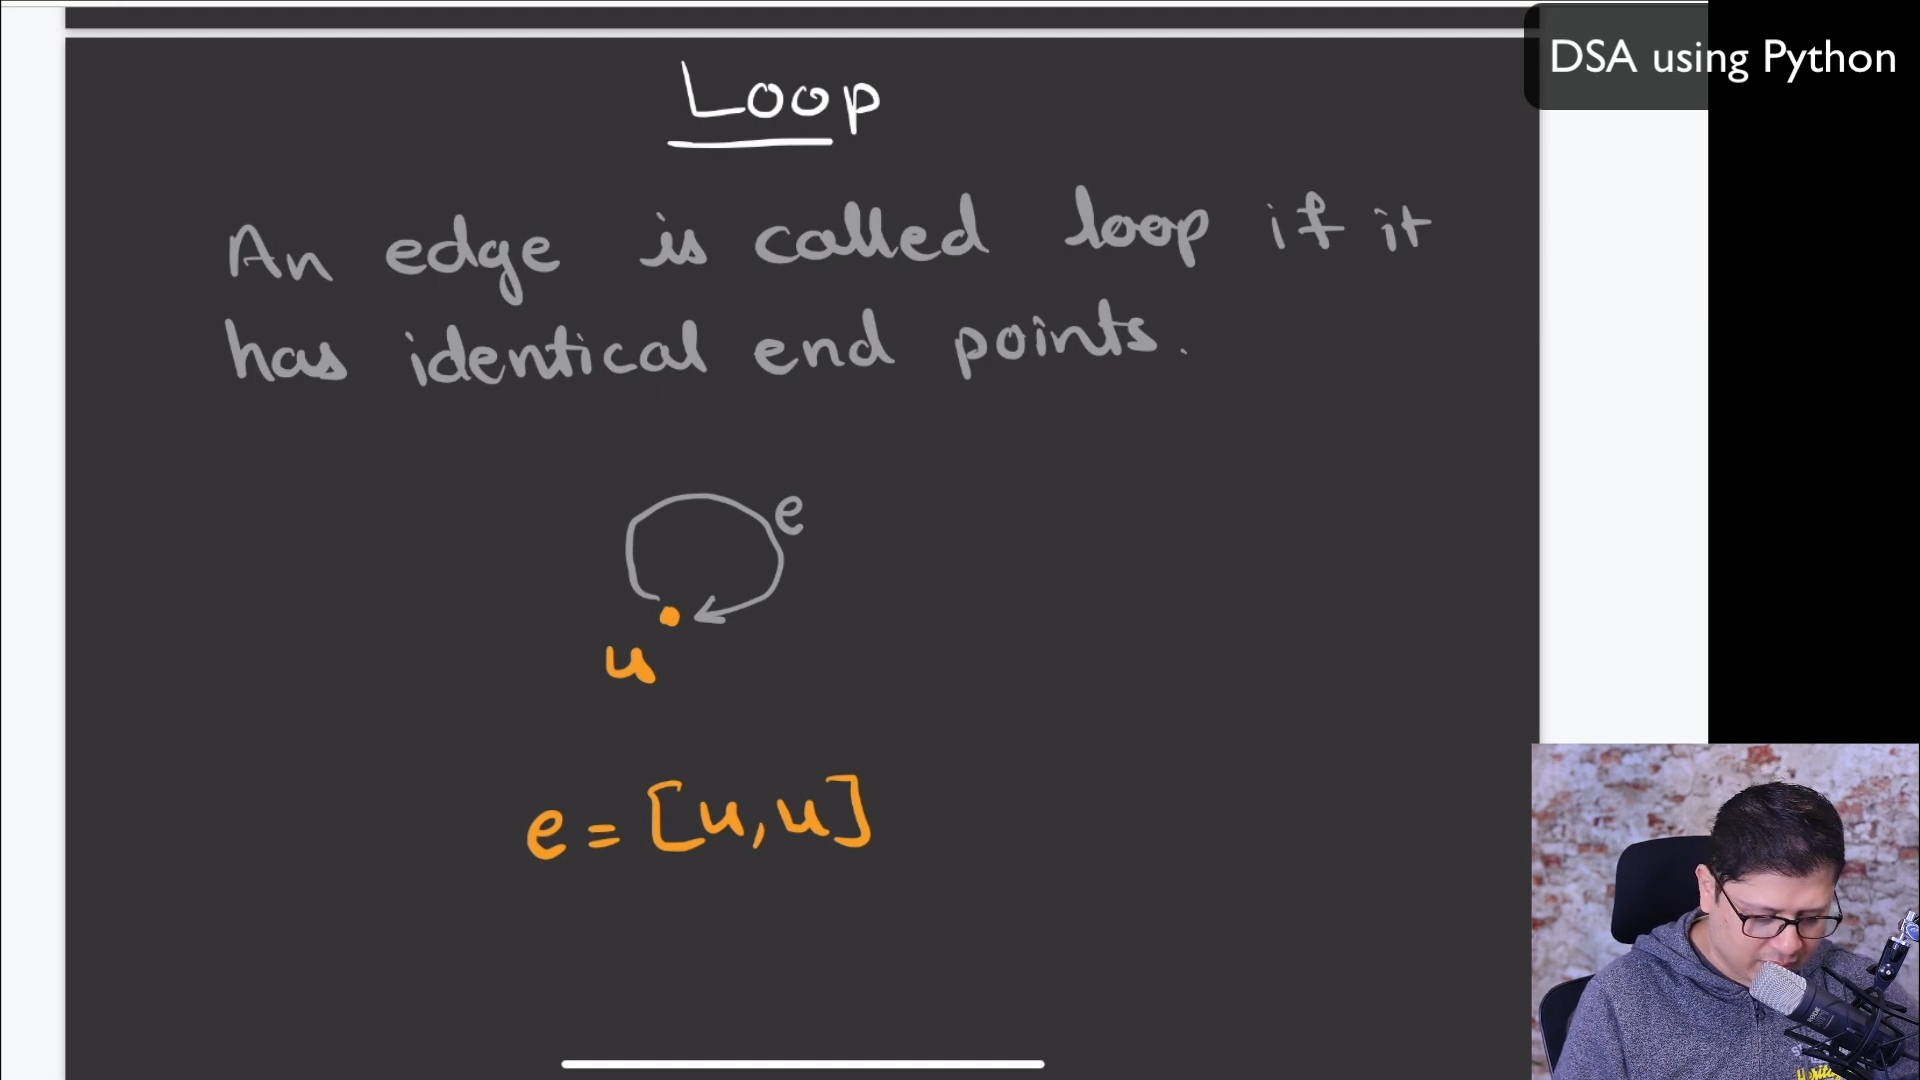 DSA using Python
Loop
An edge is called loop if it
has identical end points.
e
u
e = [u, u]